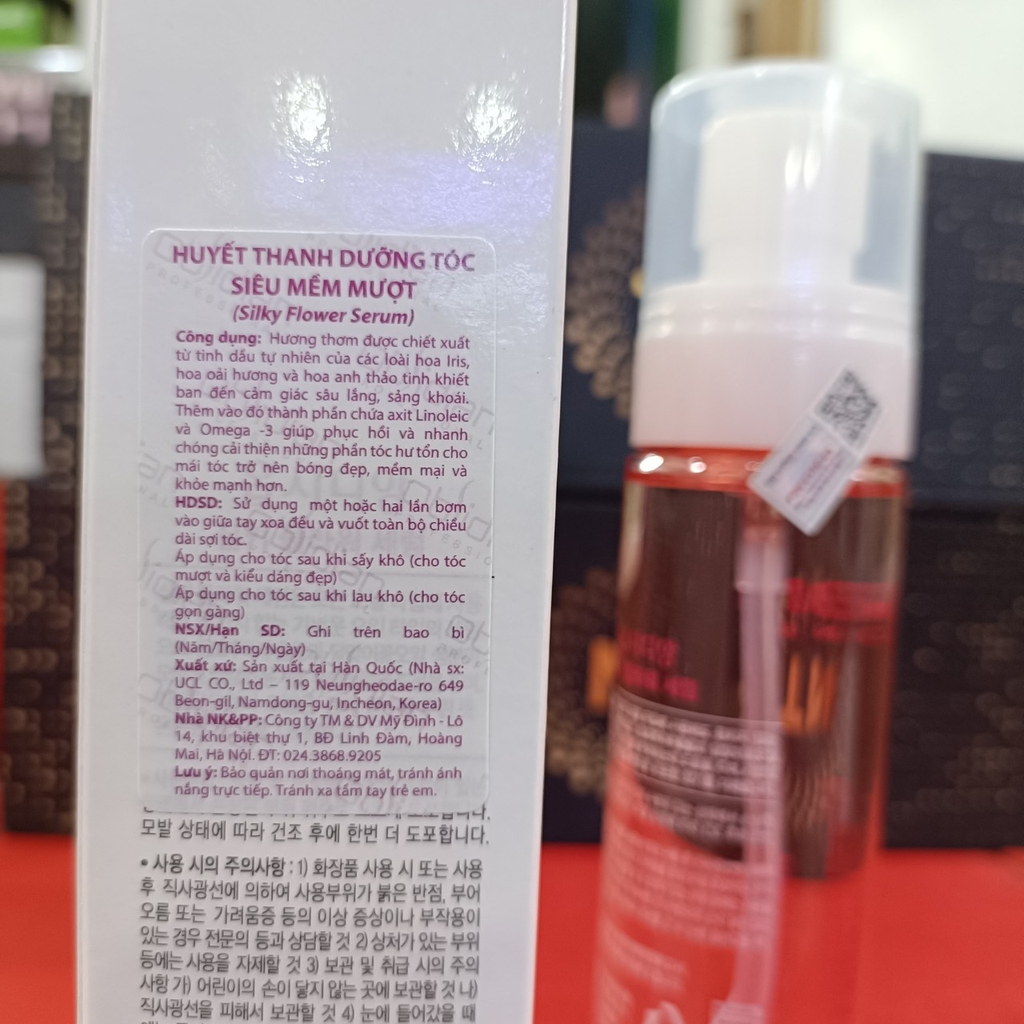 HUYẾT THANH DƯỠNG TÓC
SIÊU MỀM MƯỢT
(Silky Flower Serum)
Công dụng: Hương thơm được chiết xuất
từ tinh dầu tự nhiên của các loài hoa Iris,
hoa oải hương và hoa anh thảo tinh khiết
ban đến cảm giác sâu lắng, sảng khoái.
Thêm vào đó thành phần chứa axit Linoleic
và Omega -3 giúp phục hồi và nhanh
chóng cải thiện những phần tóc hư tổn cho
mái tóc trở nên bóng đẹp, mềm mại và
khỏe mạnh hơn.
HDSD: Sử dụng một hoặc hai lần bơm
vào giữa tay xoa đều và vuốt toàn bộ chiều
dài sợi tóc.
Áp dụng cho tóc sau khi sấy khô (cho tóc
mượt và kiểu dáng đẹp)
Áp dụng cho tóc sau khi lau khô (cho tóc
gọn gàng)
NSX/Hạn SD: Ghi trên bao bì
(Năm/Tháng/Ngày)
Xuất xứ: Sản xuất tại Hàn Quốc (Nhà sx:
UCL CO., Ltd – 119 Neungheodae-ro 649
Beon-gil, Namdong-gu, Incheon, Korea)
Nhà NK&PP: Công ty TM & DV Mỹ Đình - Lô
14, khu biệt thự 1, BĐ Linh Đàm, Hoàng
Mai, Hà Nội. ĐT: 024.3868.9205
Lưu ý: Bảo quản nơi thoáng mát, tránh ánh
nắng trực tiếp. Tránh xa tầm tay trẻ em.
모발 상태에 따라 건조 후에 한번 더 도포합니다.
• 사용 시의 주의사항 : 1) 화장품 사용 시 또는 사용
후 직사광선에 의하여 사용부위가 붉은 반점, 부어
오름 또는 가려움증 등의 이상 증상이나 부작용이
있는 경우 전문의 등과 상담할 것 2) 상처가 있는 부위
등에는 사용을 자제할 것 3) 보관 및 취급 시의 주의
사항 가) 어린이의 손이 닿지 않는 곳에 보관할 것 나)
직사광선을 피해서 보관할 것 4) 눈에 들어갔을 때